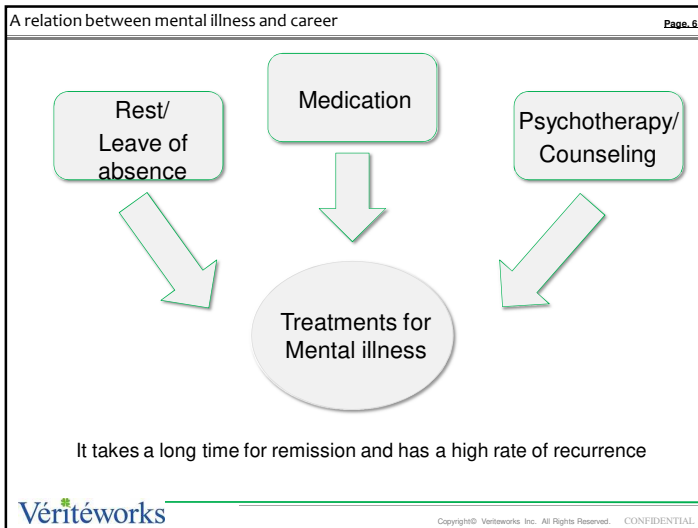 A relation between mental illness and career
Page. 6
Rest/
Leave of
absence
Medication
Psychotherapy/
Counseling
Treatments for
Mental illness
It takes a long time for remission and has a high rate of recurrence
Vérítéworks
Copyright© Veriteworks Inc. All Rights Reserved. CONFIDENTIAL